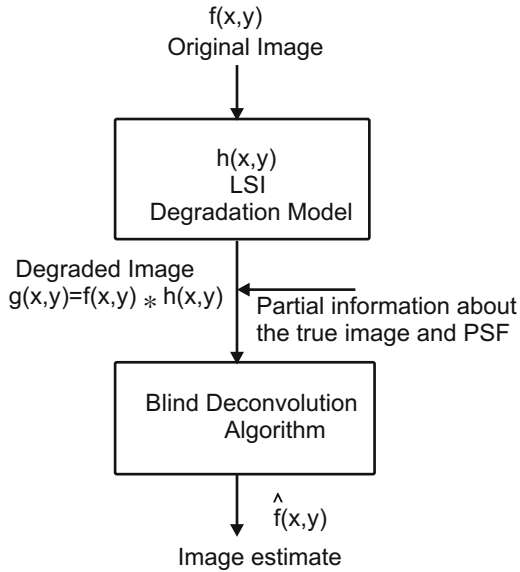 f(x,y)
Original Image
h(x,y)
LSI
Degradation Model
Degraded Image
g(x,y)=f(x,y) * h(x,y)
Partial information about
the true image and PSF
Blind Deconvolution
Algorithm
f̂(x,y)
Image estimate